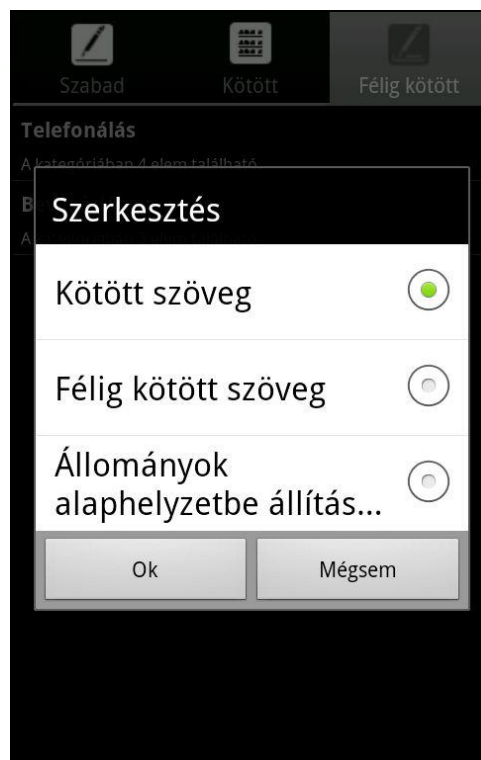 Szabad Kötött Félig kötött
Telefonálás
A kategóriában 4 elem található
Szerkesztés
Kötött szöveg
Félig kötött szöveg
Állományok
alaphelyzetbe állítás...
Ok Mégsem